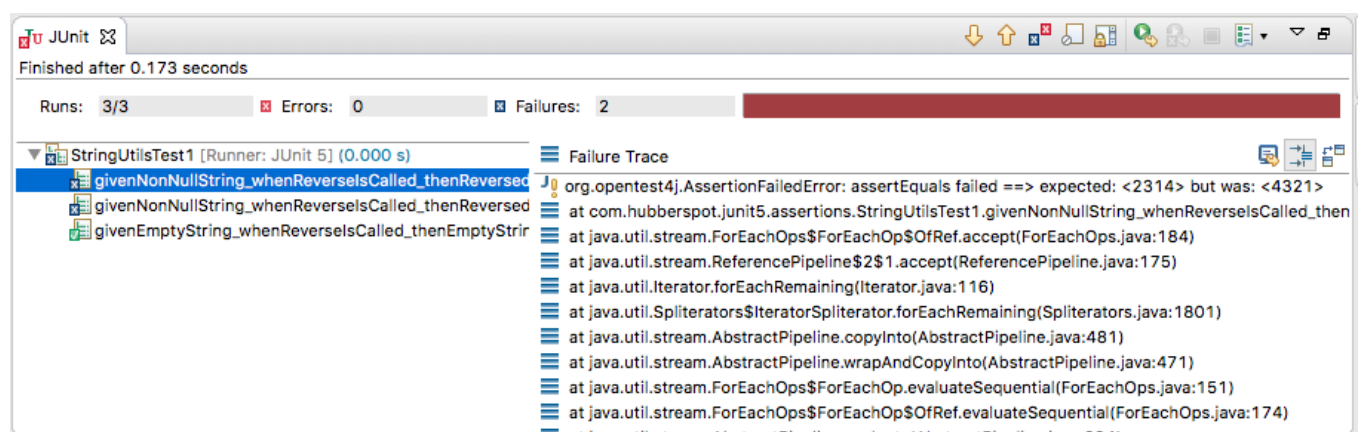 JUnit
Finished after 0.173 seconds
Runs: 3/3 Errors: 0 Failures: 2
StringUtilsTest1 [Runner: JUnit 5] (0.000 s)
givenNonNullString_whenReverseIsCalled_thenReversed
givenNonNullString_whenReverseIsCalled_thenReversed
givenEmptyString_whenReverseIsCalled_thenEmptyStrin
Failure Trace
org.opentest4j.AssertionFailedError: assertEquals failed ==> expected: <2314> but was: <4321>
at com.hubberspot.junit5.assertions.StringUtilsTest1.givenNonNullString_whenReverseIsCalled_then
at java.util.stream.ForEachOps$ForEachOp$OfRef.accept(ForEachOps.java:184)
at java.util.stream.ReferencePipeline$2$1.accept(ReferencePipeline.java:175)
at java.util.Iterator.forEachRemaining(Iterator.java:116)
at java.util.Spliterators$IteratorSpliterator.forEachRemaining(Spliterators.java:1801)
at java.util.stream.AbstractPipeline.copyInto(AbstractPipeline.java:481)
at java.util.stream.AbstractPipeline.wrapAndCopyInto(AbstractPipeline.java:471)
at java.util.stream.ForEachOps$ForEachOp.evaluateSequential(ForEachOps.java:151)
at java.util.stream.ForEachOps$ForEachOp$OfRef.evaluateSequential(ForEachOps.java:174)